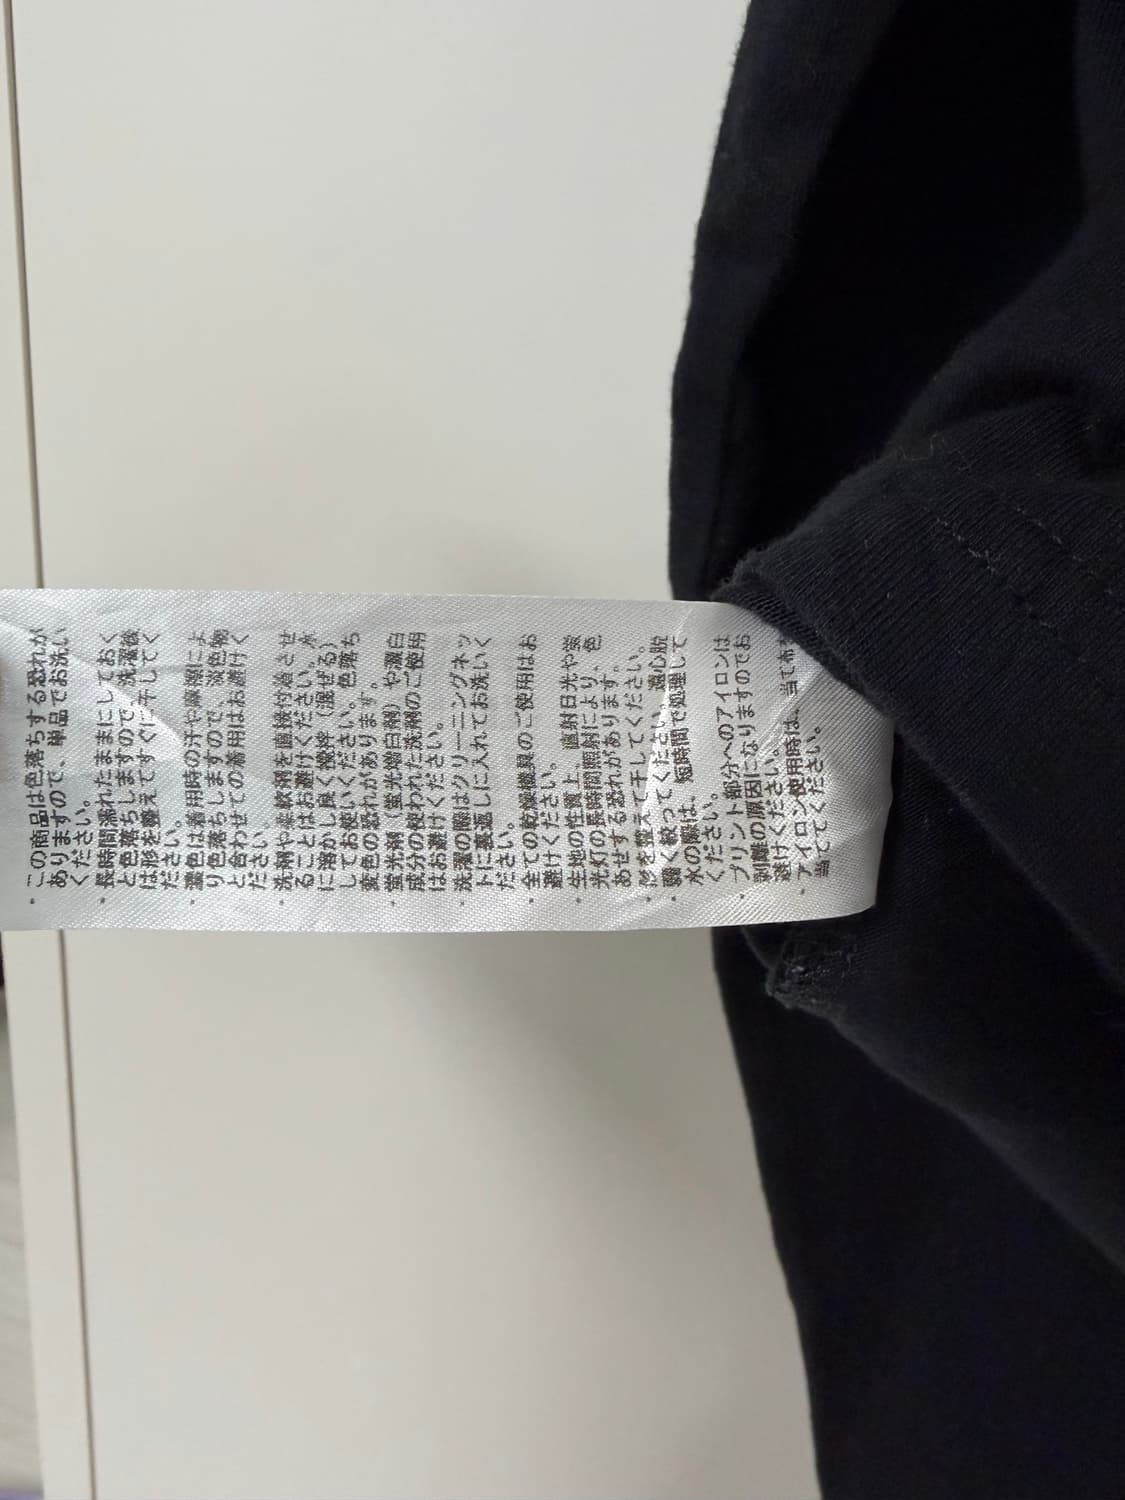 ・この商品は色落ちする恐れが
ありますので、単品でお洗い
ください。
・長時間濡れたままにしておく
と色落ちしますので、洗濯後
は形を整えてすぐに干してく
ださい。
・濃色は着用時の汗や摩擦によ
り色落ちしますので、淡色物
と合わせての着用はお避けく
ださい。
・洗剤や柔軟剤を直接付着させ
ることはお避けください。水
に溶かし良く撹拌（混ぜる）
してお使いください。色落ち
変色の恐れがあります。
・蛍光剤（蛍光増白剤）や漂白
成分の使われた洗剤のご使用
はお避けください。
・洗濯の際はクリーニングネッ
トに裏返しに入れてお洗いく
ださい。
・全ての乾燥機具のご使用はお
避けください。
・生地の性質上、直射日光や蛍
光灯の長時間照射により、色
あせする恐れがあります。
・形を整えて干してください。
・弱く絞ってください。遠心脱
水の際は、短時間で処理して
ください。
・プリント部分へのアイロンは
剥離の原因になりますのでお
避けください。
・アイロン使用時は、当て布を
当ててください。